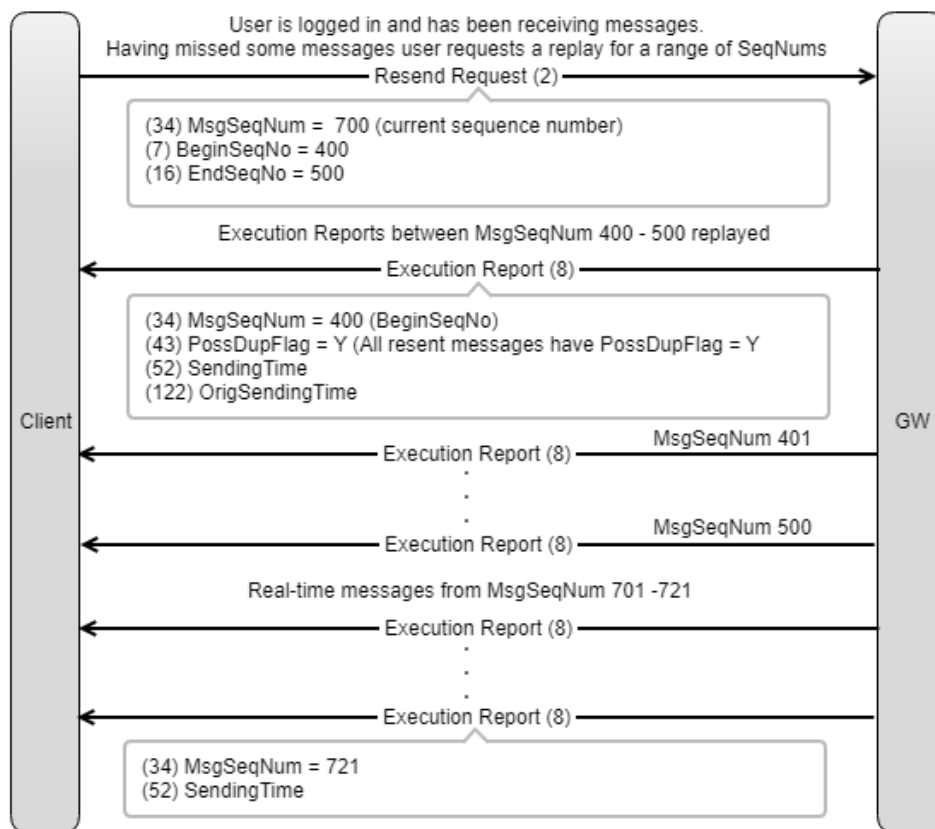 User is logged in and has been receiving messages.
Having missed some messages user requests a replay for a range of SeqNums
Resend Request (2)
(34) MsgSeqNum = 700 (current sequence number)
(7) BeginSeqNo = 400
(16) EndSeqNo = 500
Execution Reports between MsgSeqNum 400 - 500 replayed
Execution Report (8)
(34) MsgSeqNum = 400 (BeginSeqNo)
(43) PossDupFlag = Y (All resent messages have PossDupFlag = Y
(52) SendingTime
(122) OrigSendingTime
Client
GW
MsgSeqNum 401
Execution Report (8)
.
.
.
MsgSeqNum 500
Execution Report (8)
Real-time messages from MsgSeqNum 701 -721
Execution Report (8)
.
.
.
Execution Report (8)
(34) MsgSeqNum = 721
(52) SendingTime